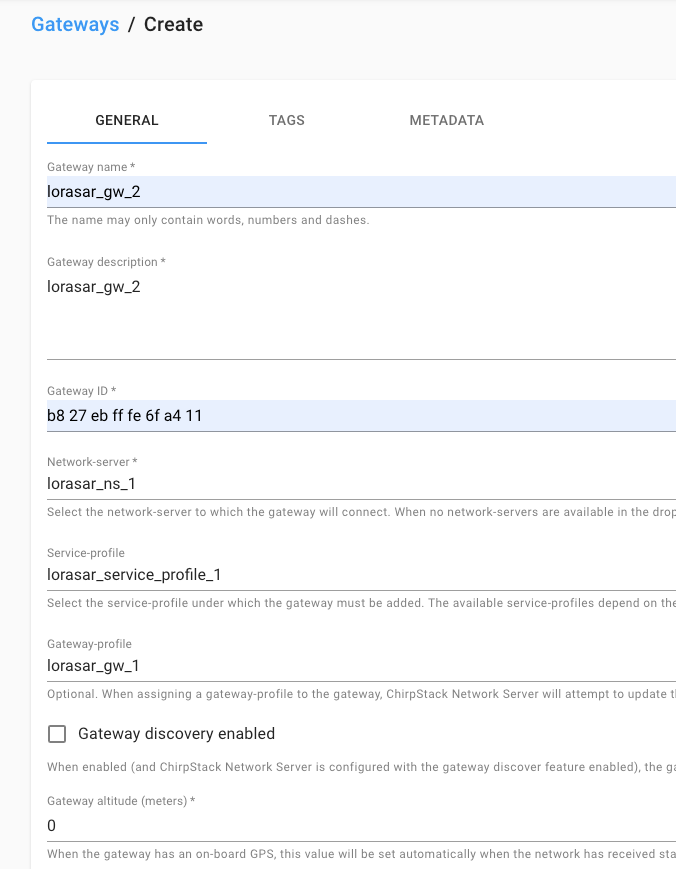 Gateways / Create
GENERAL TAGS METADATA
Gateway name *
lorasar_gw_2
The name may only contain words, numbers and dashes.
Gateway description *
lorasar_gw_2
Gateway ID *
b8 27 eb ff fe 6f a4 11
Network-server *
lorasar_ns_1
Select the network-server to which the gateway will connect. When no network-servers are available in the drop
Service-profile
lorasar_service_profile_1
Select the service-profile under which the gateway must be added. The available service-profiles depend on the
Gateway-profile
lorasar_gw_1
Optional. When assigning a gateway-profile to the gateway, ChirpStack Network Server will attempt to update t
Gateway discovery enabled
When enabled (and ChirpStack Network Server is configured with the gateway discover feature enabled), the ga
Gateway altitude (meters) *
0
When the gateway has an on-board GPS, this value will be set automatically when the network has received sta